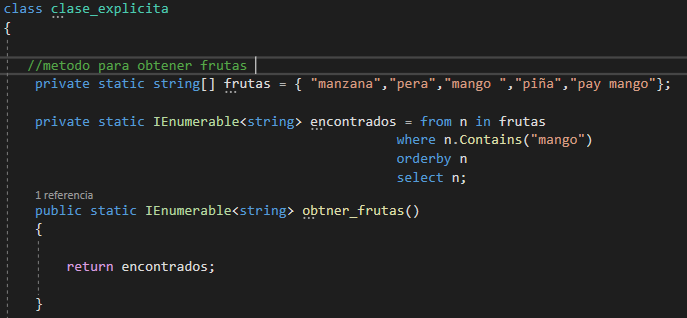 class clase_explicita
{
//metodo para obtener frutas
private static string[] frutas = { "manzana","pera","mango ","piña","pay mango"};
private static IEnumerable<string> encontrados = from n in frutas
where n.Contains("mango")
orderby n
select n;
1 referencia
public static IEnumerable<string> obtner_frutas()
{
return encontrados;
}